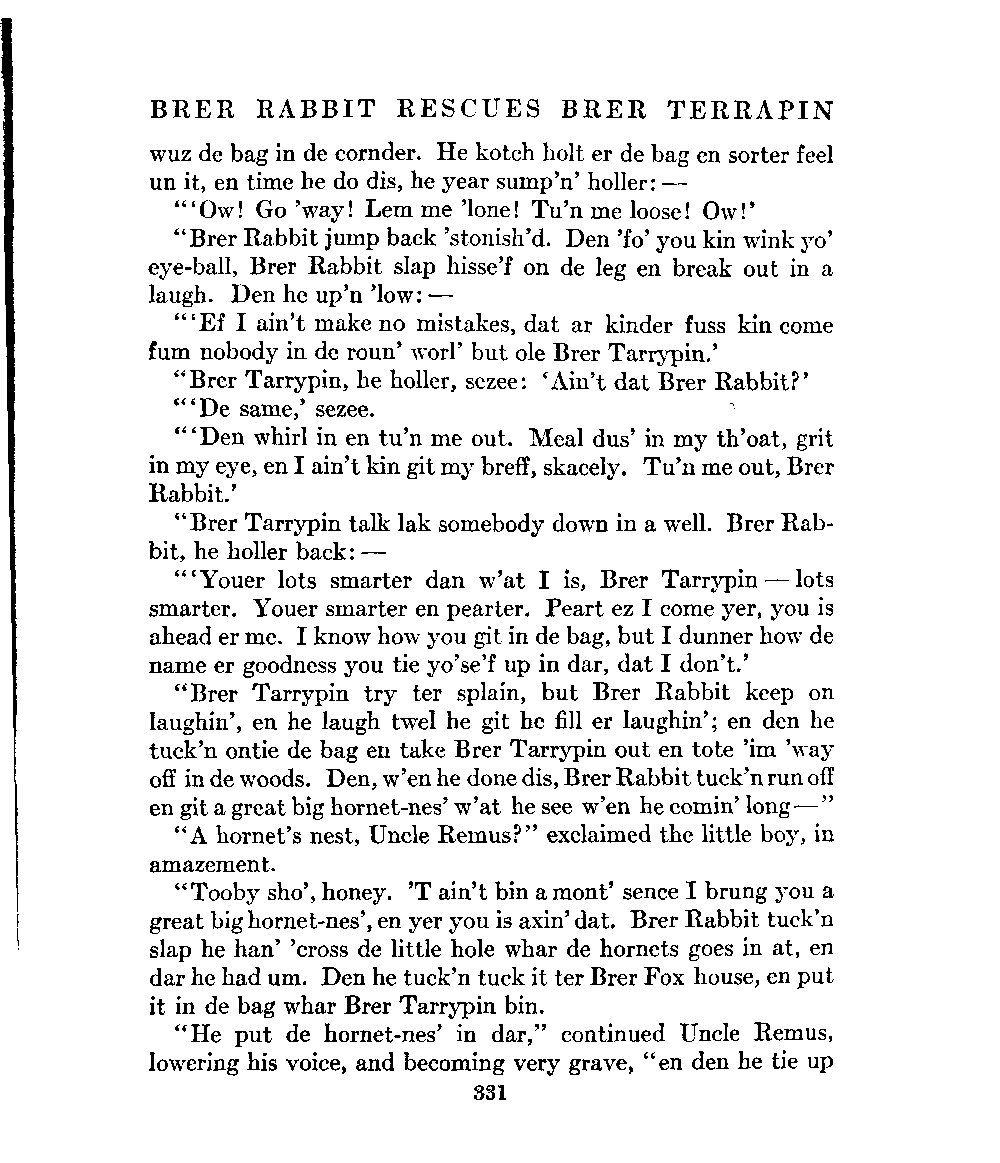 BRER RABBIT RESCUES BRER TERRAPIN
wuz de bag in de cornder. He kotch holt er de bag en sorter feel
un it, en time he do dis, he year sump'n' holler: —
"'Ow! Go 'way! Lem me 'lone! Tu'n me loose! Ow!'
"Brer Rabbit jump back 'stonish'd. Den 'fo' you kin wink yo'
eye-ball, Brer Rabbit slap hisse'f on de leg en break out in a
laugh. Den he up'n 'low: —
"'Ef I ain't make no mistakes, dat ar kinder fuss kin come
fum nobody in de roun' worl' but ole Brer Tarrypin.'
"Brer Tarrypin, he holler, sezee: 'Ain't dat Brer Rabbit?'
"'De same,' sezee.
"'Den whirl in en tu'n me out. Meal dus' in my th'oat, grit
in my eye, en I ain't kin git my breff, skacely. Tu'n me out, Brer
Rabbit.'
"Brer Tarrypin talk lak somebody down in a well. Brer Rab-
bit, he holler back: —
"'Youer lots smarter dan w'at I is, Brer Tarrypin — lots
smarter. Youer smarter en pearter. Peart ez I come yer, you is
ahead er me. I know how you git in de bag, but I dunner how de
name er goodness you tie yo'se'f up in dar, dat I don't.'
"Brer Tarrypin try ter splain, but Brer Rabbit keep on
laughin', en he laugh twel he git he fill er laughin'; en den he
tuck'n ontie de bag en take Brer Tarrypin out en tote 'im 'way
off in de woods. Den, w'en he done dis, Brer Rabbit tuck'n run off
en git a great big hornet-nes' w'at he see w'en he comin' long—"
"A hornet's nest, Uncle Remus?" exclaimed the little boy, in
amazement.
"Tooby sho', honey. 'T ain't bin a mont' sence I brung you a
great big hornet-nes', en yer you is axin' dat. Brer Rabbit tuck'n
slap he han' 'cross de little hole whar de hornets goes in at, en
dar he had um. Den he tuck'n tuck it ter Brer Fox house, en put
it in de bag whar Brer Tarrypin bin.
"He put de hornet-nes' in dar," continued Uncle Remus,
lowering his voice, and becoming very grave, "en den he tie up
331